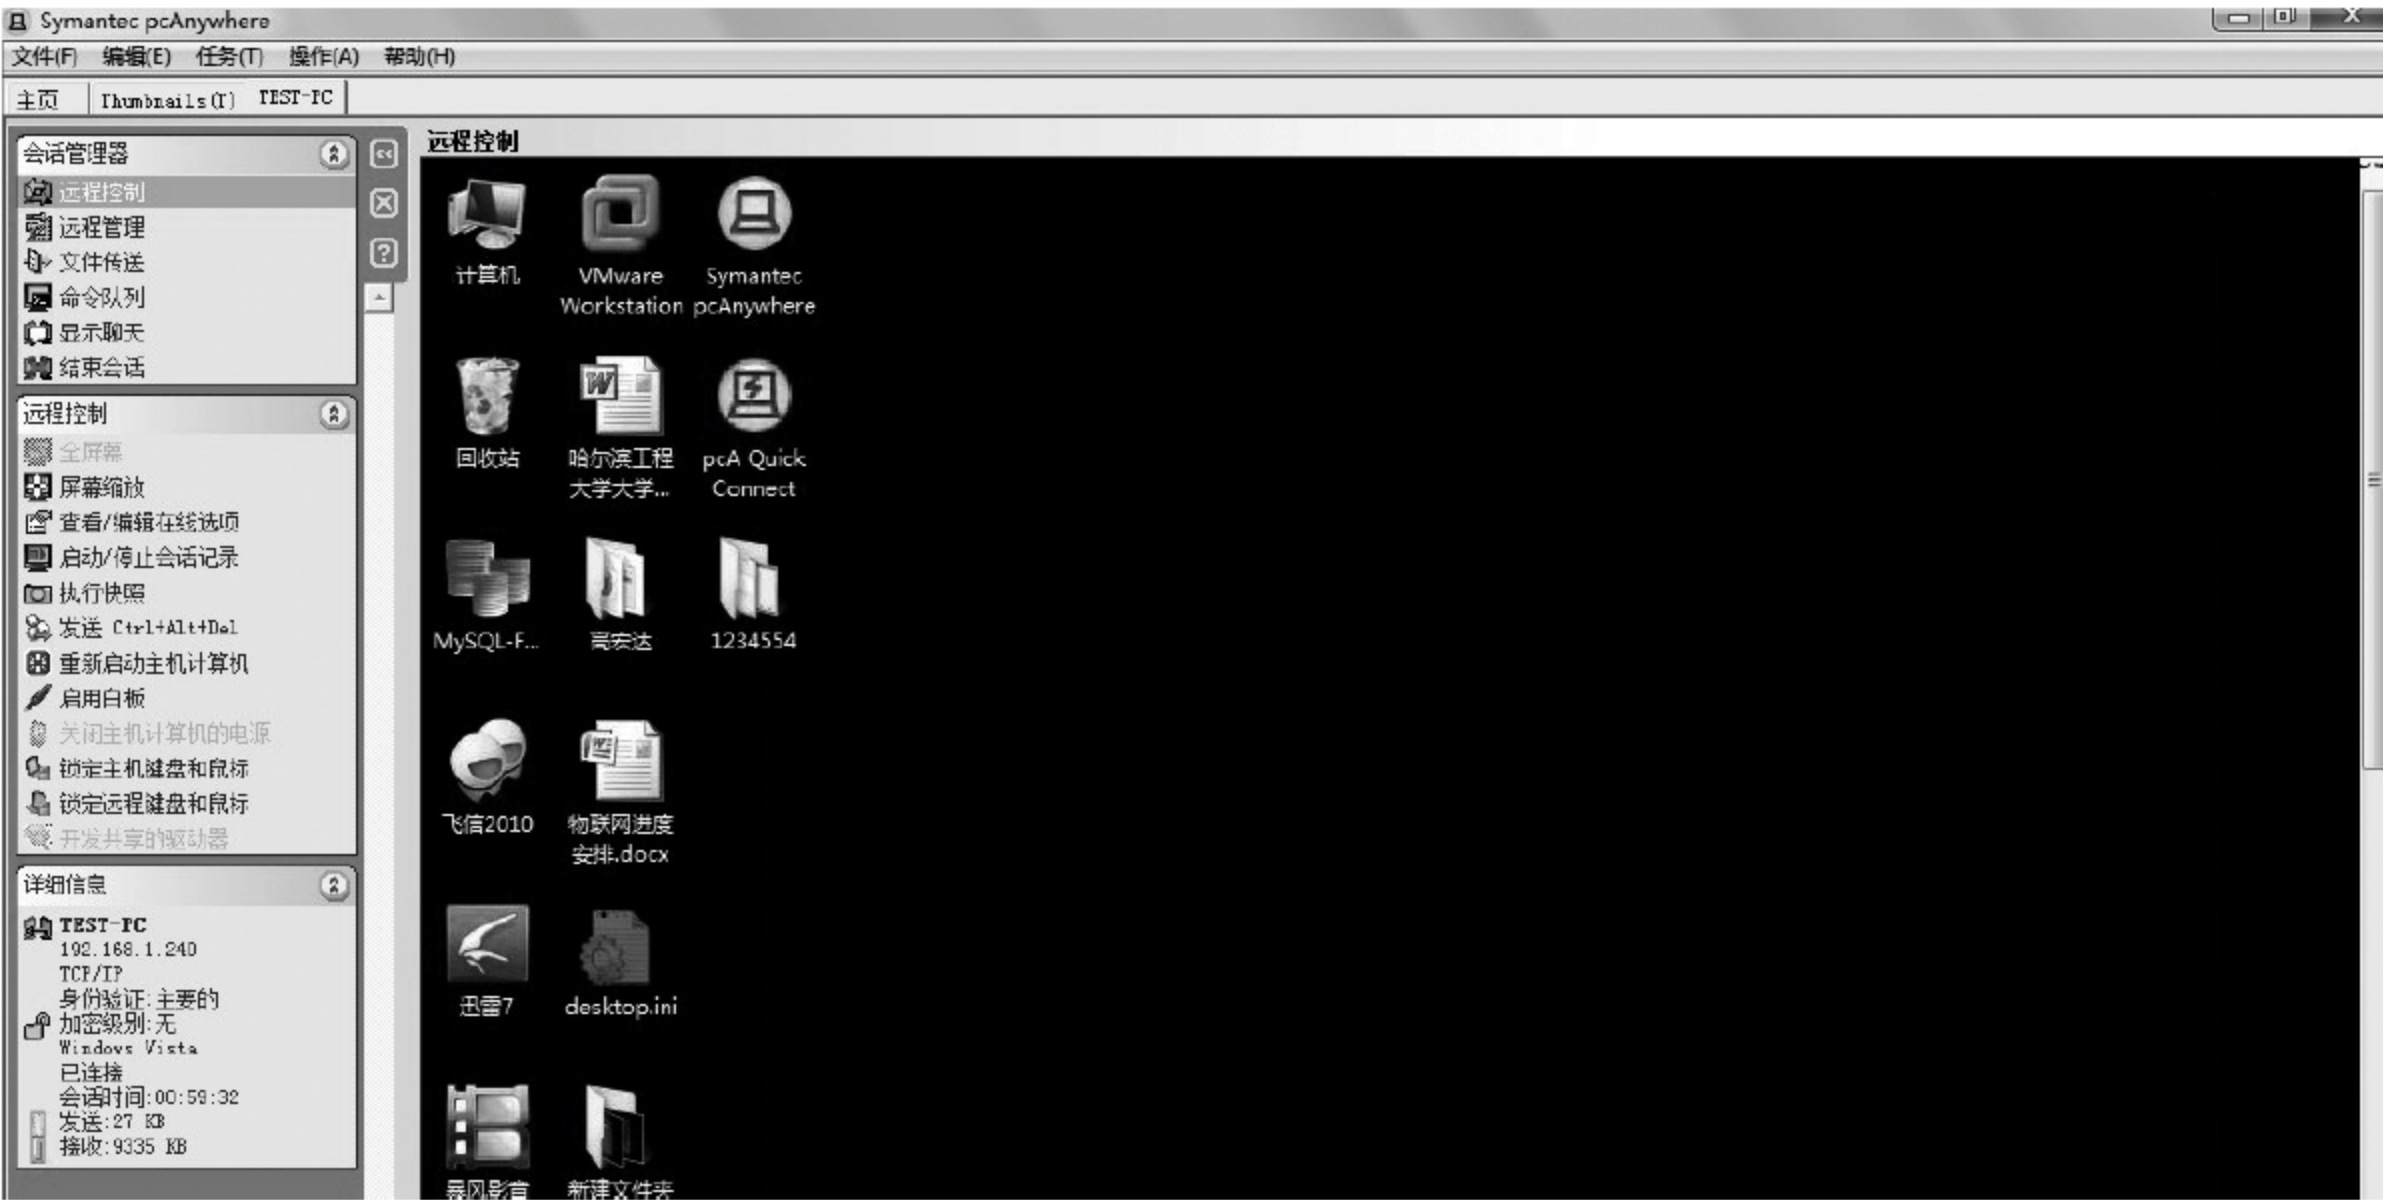 Symantec pcAnywhere
文件(F) 编辑(E) 任务(T) 操作(A) 帮助(H)
主页 Thumbnails(T) TEST-PC
会话管理器
远程控制
远程管理
文件传送
命令队列
显示聊天
结束会话
远程控制
全屏幕
屏幕缩放
查看/编辑在线选项
启动/停止会话记录
执行快照
发送 Ctrl+Alt+Del
重新启动主机计算机
启用白板
关闭主机计算机的电源
锁定主机键盘和鼠标
锁定远程键盘和鼠标
开发共享的驱动器
详细信息
TEST-PC
192.168.1.240
TCP/IP
身份验证:主要的
加密级别:无
Windows Vista
已连接
会话时间:00:59:32
发送:27 KB
接收:9335 KB
远程控制
计算机
VMware
Workstation
Symantec
pcAnywhere
回收站
哈尔滨工程
大学大学...
pcA Quick
Connect
MySQL-F...
高宏达
1234554
飞信2010
物联网进度
安排.docx
迅雷7
desktop.ini
暴风影音
新建文件夹